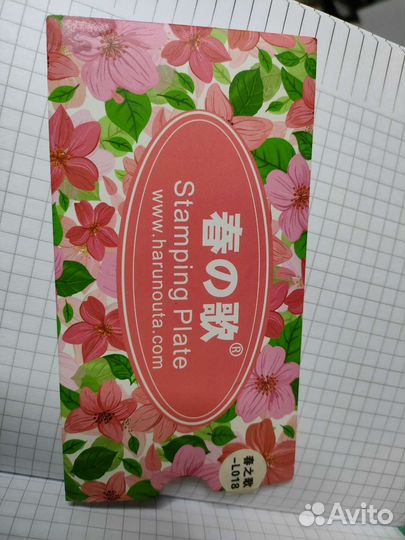 春の歌®
Stamping Plate
www.harunouta.com
春之歌
-L018
Avito